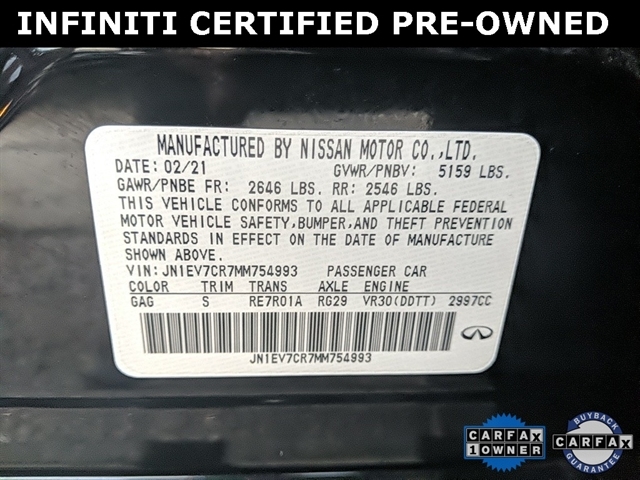 INFINITI CERTIFIED PRE-OWNED
MANUFACTURED BY NISSAN MOTOR CO.,LTD.
DATE: 02/21 GVWR/PNBV: 5159 LBS.
GAWR/PNBE FR: 2646 LBS. RR: 2546 LBS.
THIS VEHICLE CONFORMS TO ALL APPLICABLE FEDERAL
MOTOR VEHICLE SAFETY,BUMPER,AND THEFT PREVENTION
STANDARDS IN EFFECT ON THE DATE OF MANUFACTURE
SHOWN ABOVE.
VIN: JN1EV7CR7MM754993 PASSENGER CAR
COLOR TRIM TRANS AXLE ENGINE
GAG S RE7R01A RG29 VR30(DDTT) 2997CC
JN1EV7CR7MM754993
CARFAX
1 OWNER
BUYBACK
CARFAX
GUARANTEE